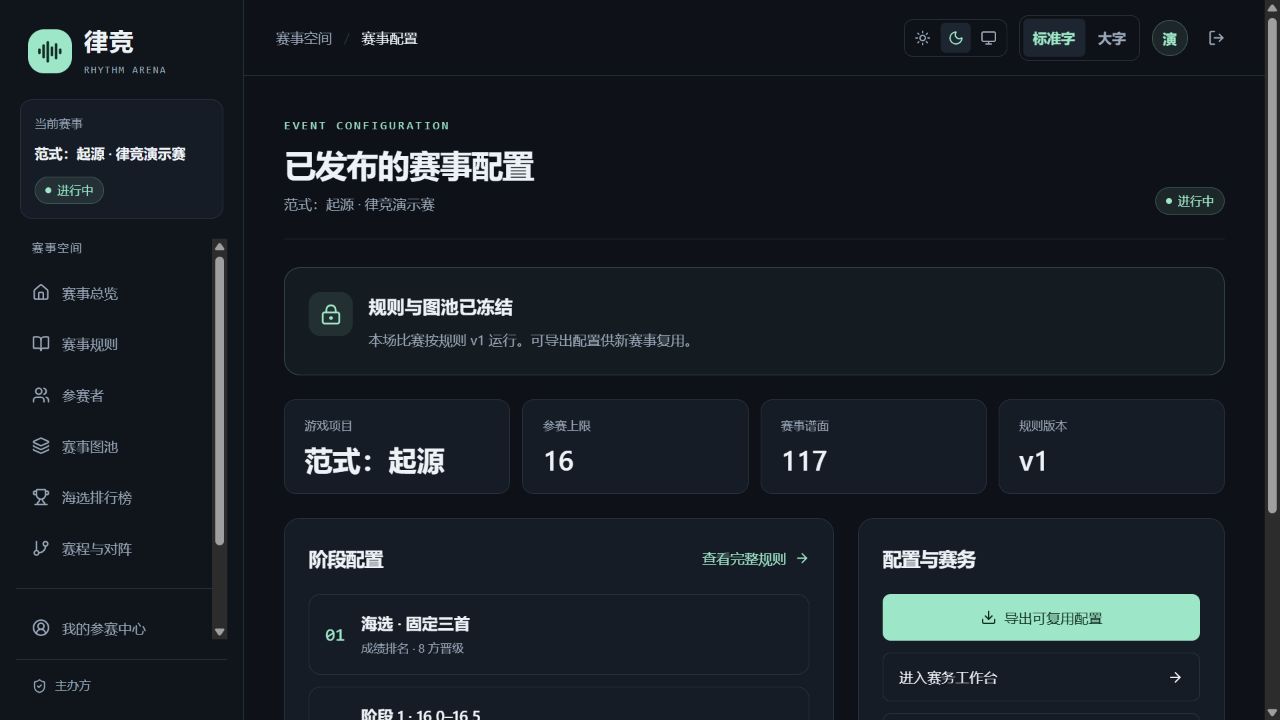 律竞
RHYTHM ARENA
当前赛事
范式：起源 · 律竞演示赛
进行中
赛事空间
赛事总览
赛事规则
参赛者
赛事图池
海选排行榜
赛程与对阵
我的参赛中心
主办方
赛事空间 / 赛事配置
标准字
大字
演
EVENT CONFIGURATION
已发布的赛事配置
范式：起源 · 律竞演示赛
进行中
规则与图池已冻结
本场比赛按规则 v1 运行。可导出配置供新赛事复用。
游戏项目
范式：起源
参赛上限
16
赛事谱面
117
规则版本
v1
阶段配置
查看完整规则
01
海选 · 固定三首
成绩排名 · 8 方晋级
阶段 1 · 16.0–16.5
配置与赛务
导出可复用配置
进入赛务工作台